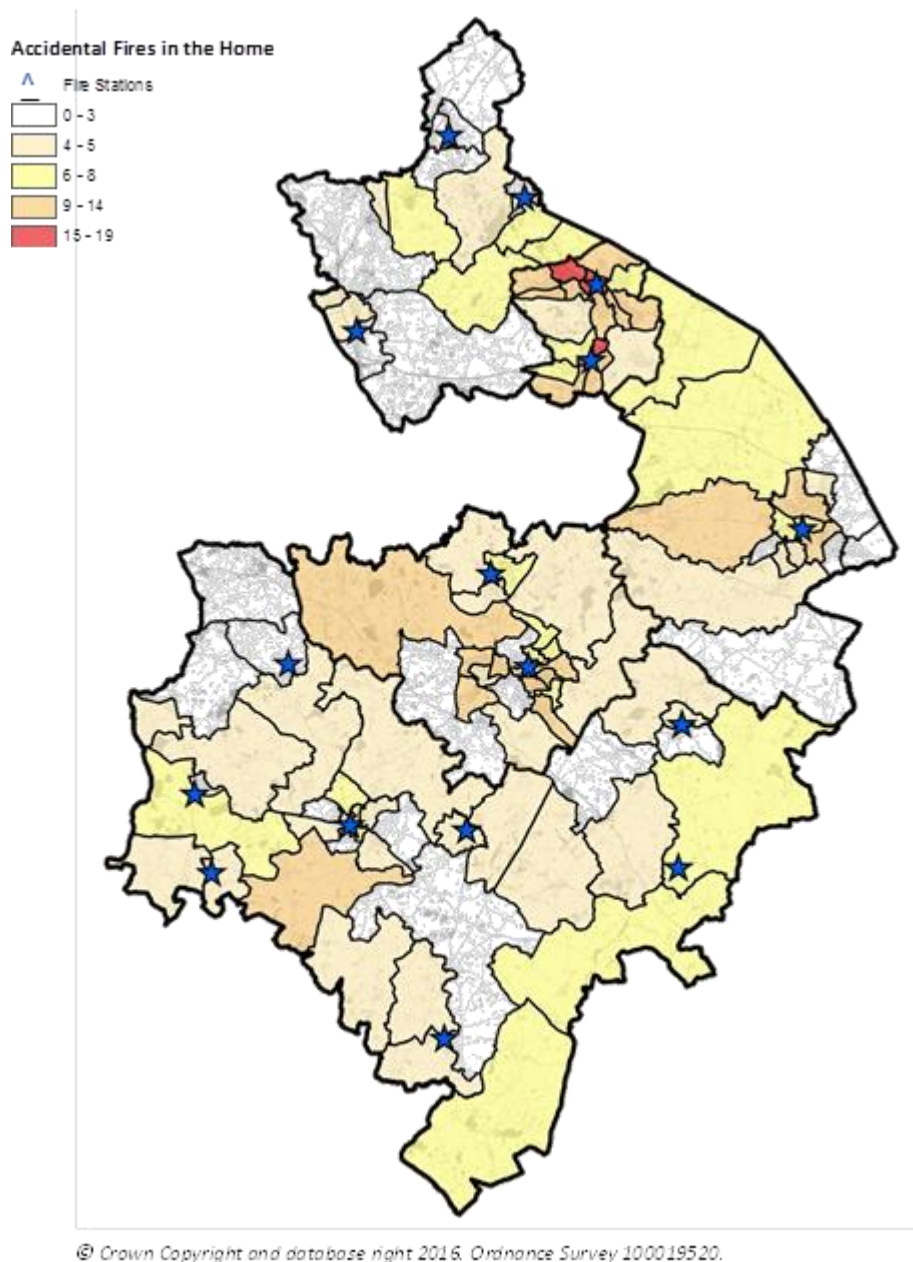 Accidental Fires in the Home
Fire Stations
0 - 3
4 - 5
6 - 8
9 - 14
15 - 19
© Crown Copyright and database right 2016. Ordnance Survey 100019520.